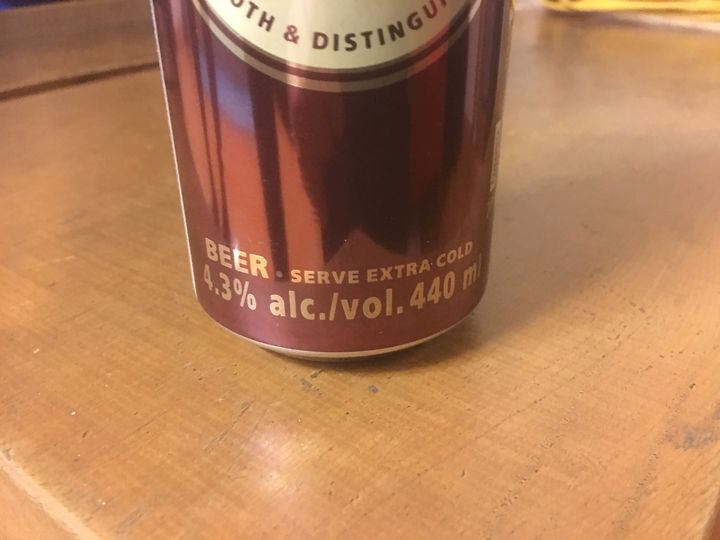 & 
BEER • SERVE EXTRA COLD
4.3% alc./vol. 440 ml